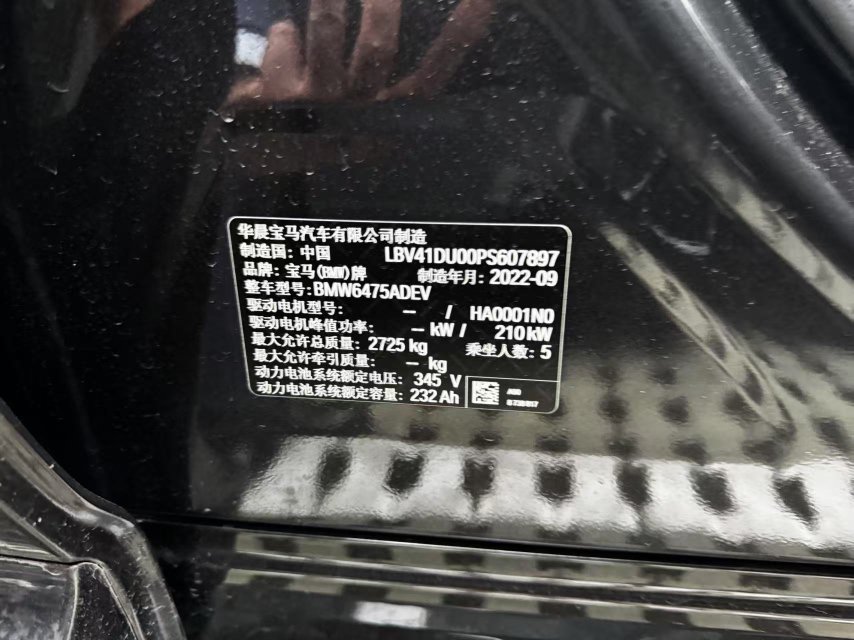 华晨宝马汽车有限公司制造
制造国: 中国 LBV41DU00PS607897
品牌: 宝马(BMW)牌 制造年月: 2022-09
整车型号: BMW6475ADEV
驱动电机型号: – / HA0001N0
驱动电机峰值功率: – kW / 210 kW
最大允许总质量: 2725 kg 乘坐人数: 5
最大允许牵引质量: – kg
动力电池系统额定电压: 345 V
动力电池系统额定容量: 232 Ah